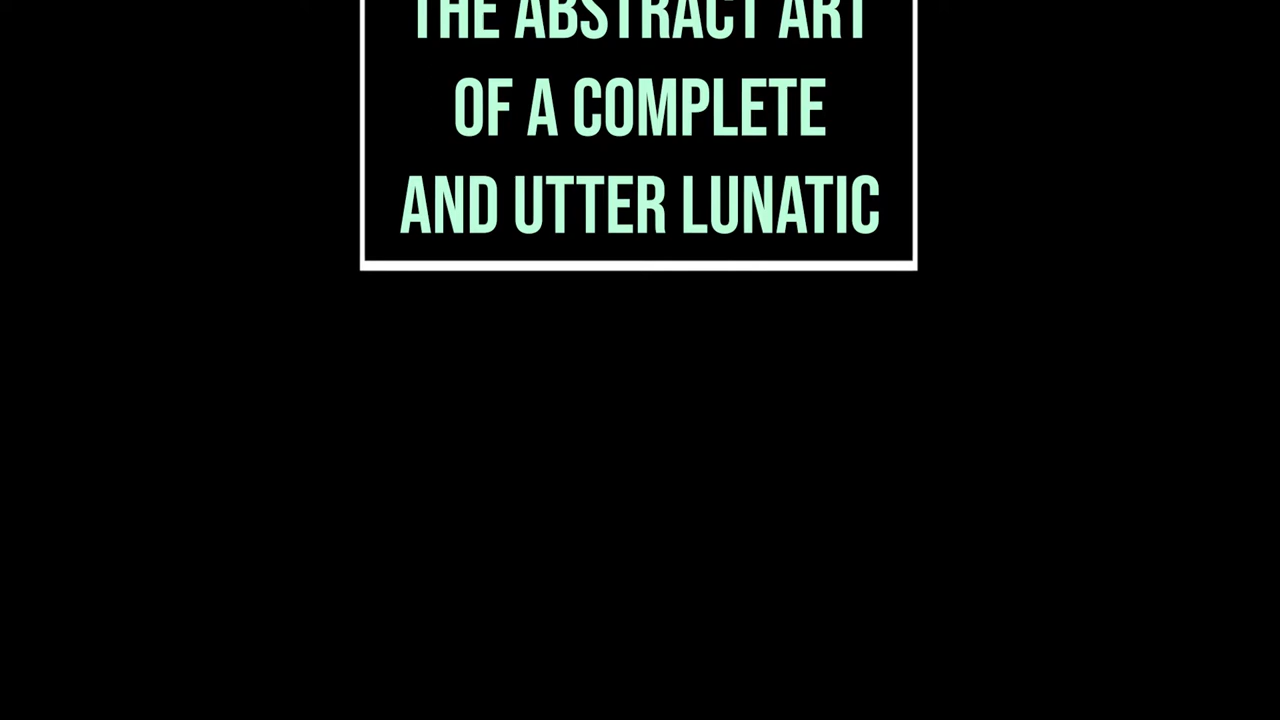 THE ABSTRACT ART
OF A COMPLETE
AND UTTER LUNATIC